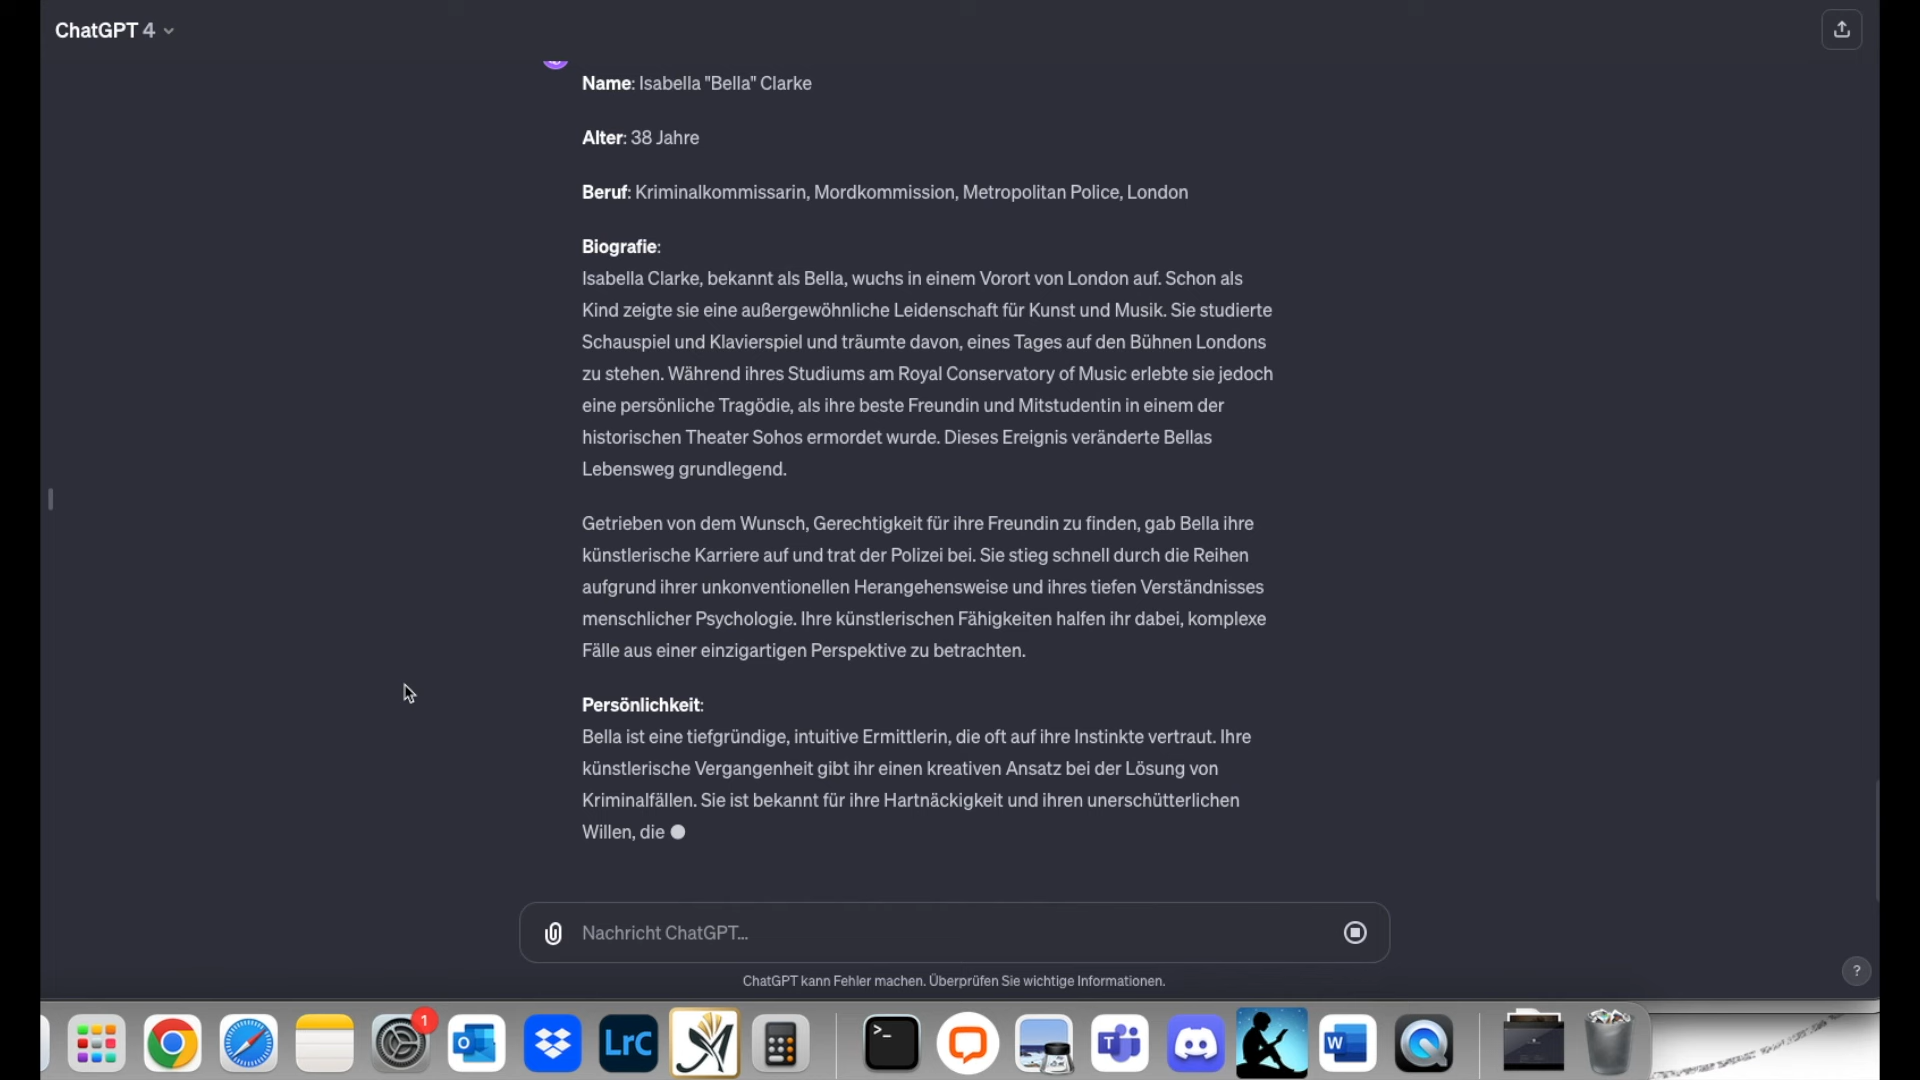 ChatGPT 4
Name: Isabella "Bella" Clarke
Alter: 38 Jahre
Beruf: Kriminalkommissarin, Mordkommission, Metropolitan Police, London
Biografie:
Isabella Clarke, bekannt als Bella, wuchs in einem Vorort von London auf. Schon als
Kind zeigte sie eine außergewöhnliche Leidenschaft für Kunst und Musik. Sie studierte
Schauspiel und Klavierspiel und träumte davon, eines Tages auf den Bühnen Londons
zu stehen. Während ihres Studiums am Royal Conservatory of Music erlebte sie jedoch
eine persönliche Tragödie, als ihre beste Freundin und Mitstudentin in einem der
historischen Theater Sohos ermordet wurde. Dieses Ereignis veränderte Bellas
Lebensweg grundlegend.
Getrieben von dem Wunsch, Gerechtigkeit für ihre Freundin zu finden, gab Bella ihre
künstlerische Karriere auf und trat der Polizei bei. Sie stieg schnell durch die Reihen
aufgrund ihrer unkonventionellen Herangehensweise und ihres tiefen Verständnisses
menschlicher Psychologie. Ihre künstlerischen Fähigkeiten halfen ihr dabei, komplexe
Fälle aus einer einzigartigen Perspektive zu betrachten.
Persönlichkeit:
Bella ist eine tiefgründige, intuitive Ermittlerin, die oft auf ihre Instinkte vertraut. Ihre
künstlerische Vergangenheit gibt ihr einen kreativen Ansatz bei der Lösung von
Kriminalfällen. Sie ist bekannt für ihre Hartnäckigkeit und ihren unerschütterlichen
Willen, die
Nachricht ChatGPT...
ChatGPT kann Fehler machen. Überprüfen Sie wichtige Informationen.
?
1
LrC
>_
W